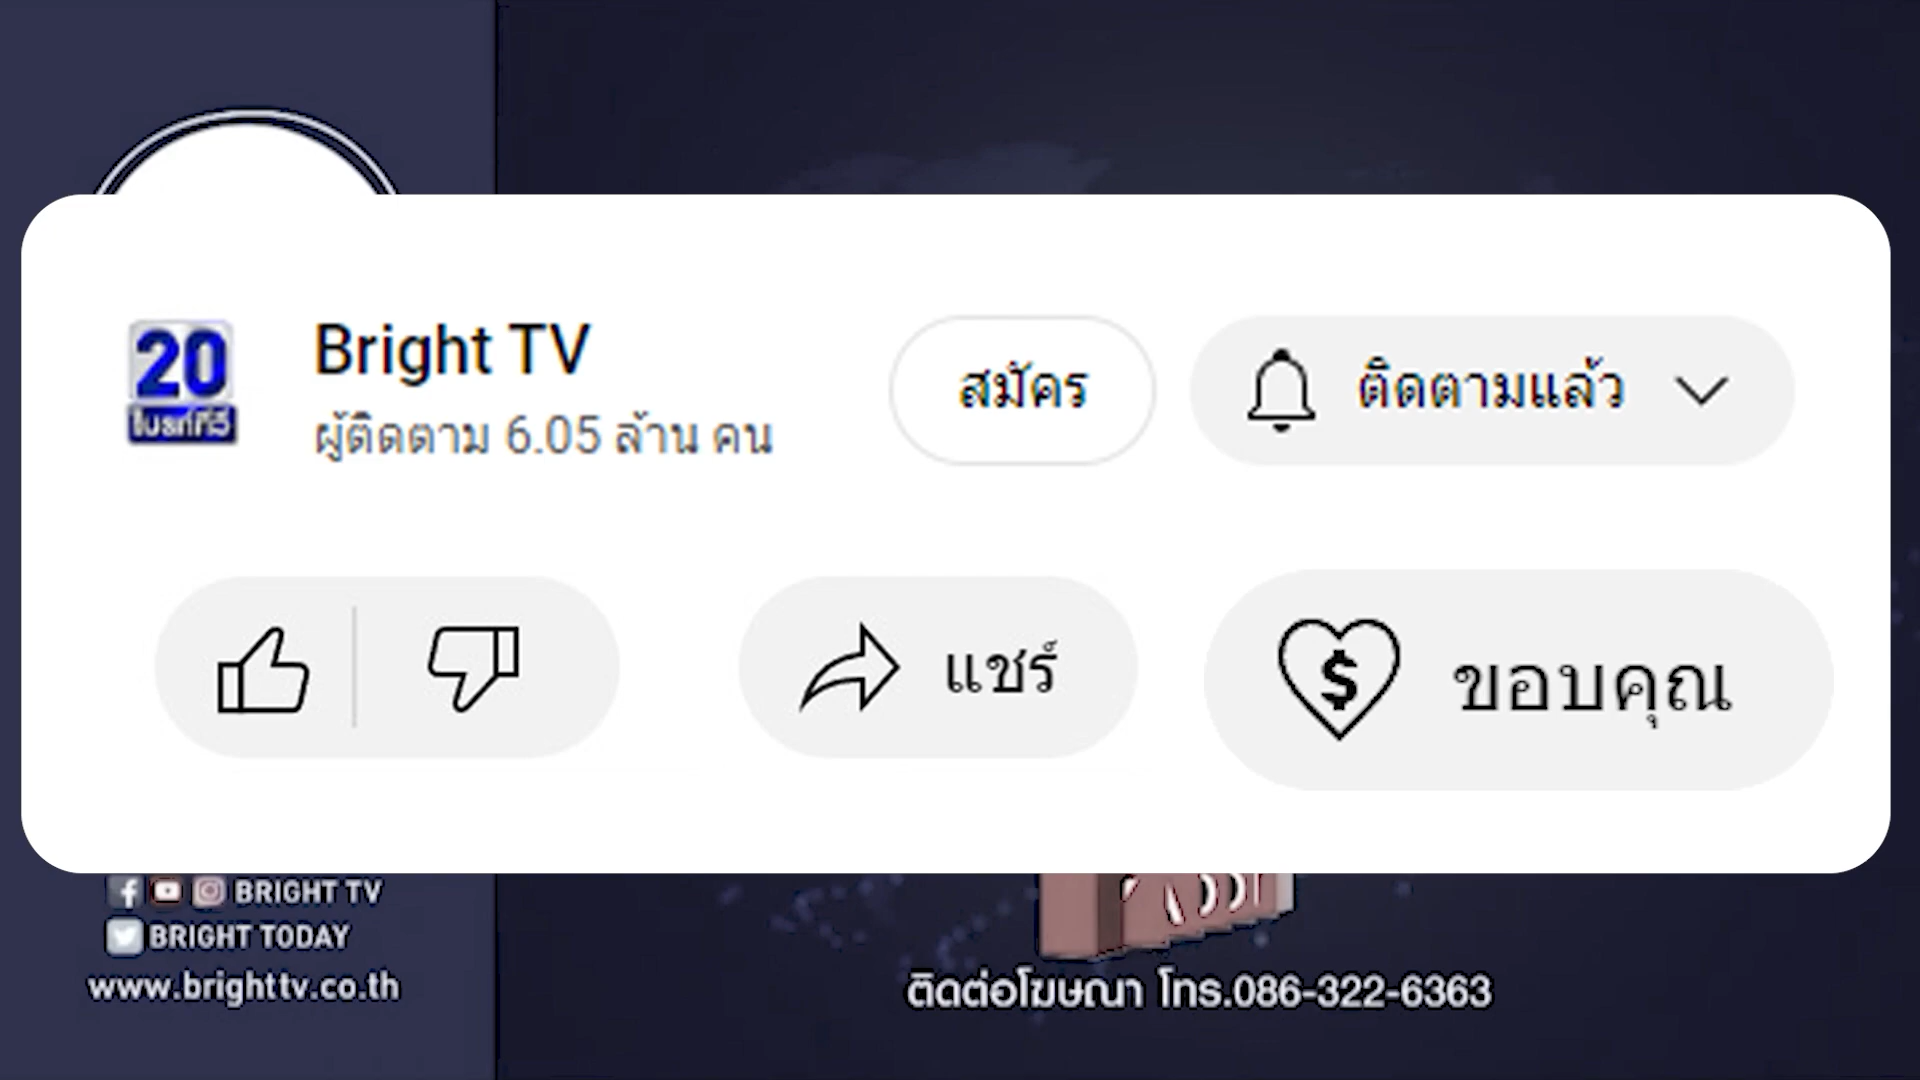 20
ไบรท์ทีวี
Bright TV
ผู้ติดตาม 6.05 ล้าน คน
สมัคร
ติดตามแล้ว
แชร์
ขอบคุณ
BRIGHT TV
BRIGHT TODAY
www.brighttv.co.th
ติดต่อโฆษณา โทร.086-322-6363